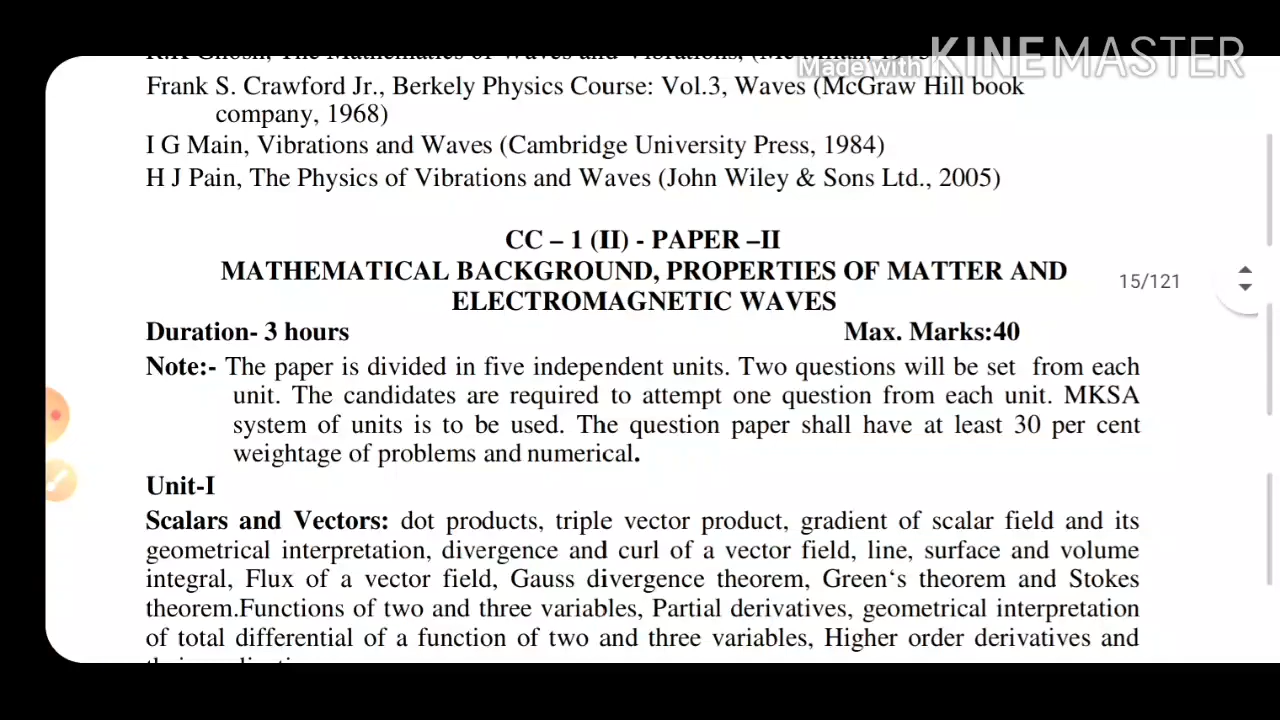 Made with KINEMASTER
The Mathematics of Waves and Vibrations,
Frank S. Crawford Jr., Berkely Physics Course: Vol.3, Waves (McGraw Hill book
company, 1968)
I G Main, Vibrations and Waves (Cambridge University Press, 1984)
H J Pain, The Physics of Vibrations and Waves (John Wiley & Sons Ltd., 2005)
CC – 1 (II) - PAPER –II
MATHEMATICAL BACKGROUND, PROPERTIES OF MATTER AND
ELECTROMAGNETIC WAVES
15/121
Duration- 3 hours Max. Marks:40
Note:- The paper is divided in five independent units. Two questions will be set from each
unit. The candidates are required to attempt one question from each unit. MKSA
system of units is to be used. The question paper shall have at least 30 per cent
weightage of problems and numerical.
Unit-I
Scalars and Vectors: dot products, triple vector product, gradient of scalar field and its
geometrical interpretation, divergence and curl of a vector field, line, surface and volume
integral, Flux of a vector field, Gauss divergence theorem, Green‘s theorem and Stokes
theorem.Functions of two and three variables, Partial derivatives, geometrical interpretation
of total differential of a function of two and three variables, Higher order derivatives and